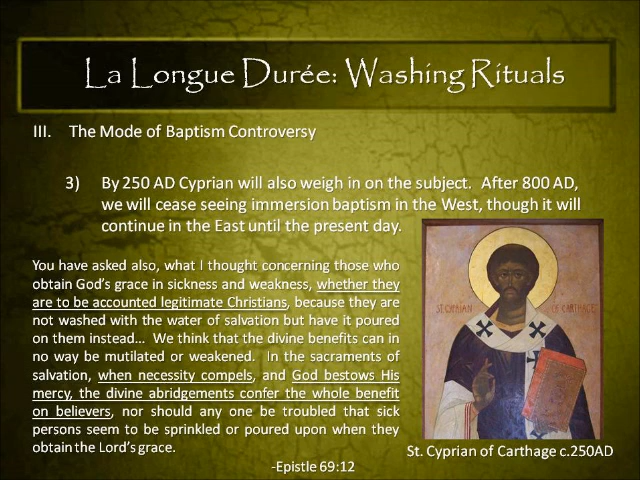 La Longue Durée: Washing Rituals
III. The Mode of Baptism Controversy
3) By 250 AD Cyprian will also weigh in on the subject. After 800 AD,
we will cease seeing immersion baptism in the West, though it will
continue in the East until the present day.
You have asked also, what I thought concerning those who
obtain God's grace in sickness and weakness, whether they
are to be accounted legitimate Christians, because they are
not washed with the water of salvation but have it poured
on them instead... We think that the divine benefits can in
no way be mutilated or weakened. In the sacraments of
salvation, when necessity compels, and God bestows His
mercy, the divine abridgements confer the whole benefit
on believers, nor should any one be troubled that sick
persons seem to be sprinkled or poured upon when they
obtain the Lord's grace.
-Epistle 69:12
ST. CYPRIAN OF CARTHAGE
St. Cyprian of Carthage c.250AD